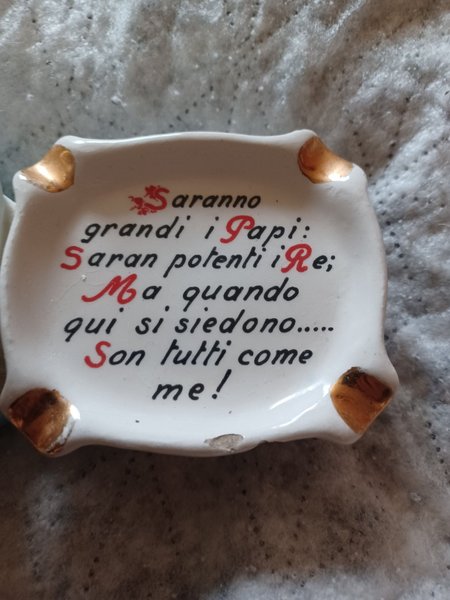 Saranno
grandi i Papi:
Saran potenti i Re;
Ma quando
qui si siedono.....
Son tutti come
me!